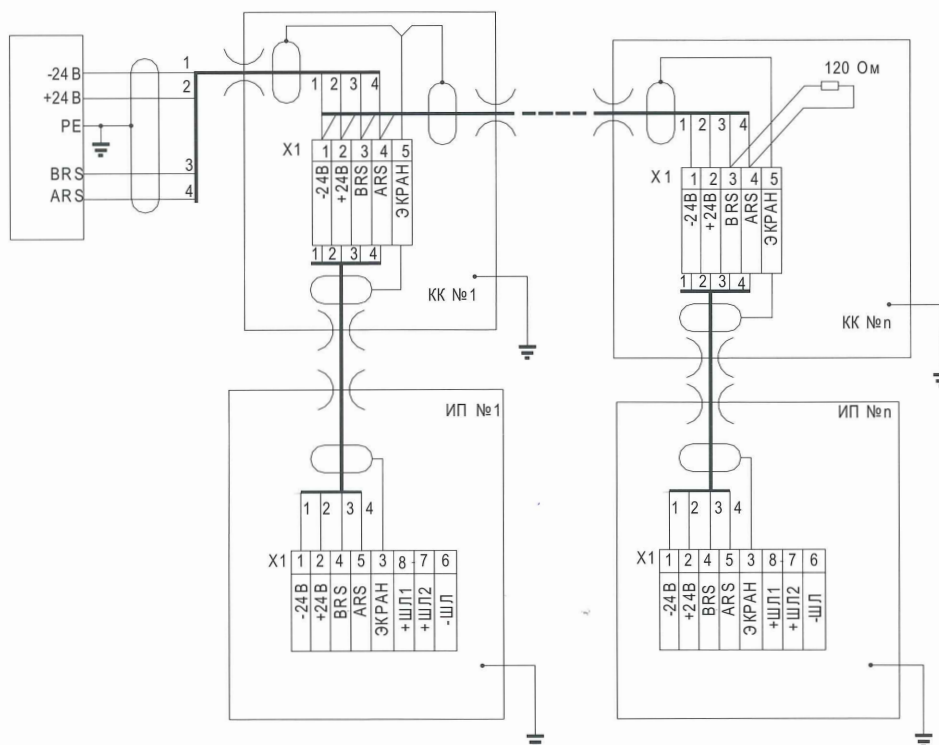 -24В
+24В
PE
BRS
ARS
1
2
3
4
1 2 3 4
X1
1 2 3 4 5
-24В
+24В
BRS
ARS
ЭКРАН
1 2 3 4
КК №1
120 Ом
1 2 3 4
X1
1 2 3 4 5
-24В
+24В
BRS
ARS
ЭКРАН
1 2 3 4
КК №n
ИП №1
1 2 3 4
X1
1 2 4 5 3 8 7 6
-24В
+24В
BRS
ARS
ЭКРАН
+ШЛ1
+ШЛ2
-ШЛ
ИП №n
1 2 3 4
X1
1 2 4 5 3 8 7 6
-24В
+24В
BRS
ARS
ЭКРАН
+ШЛ1
+ШЛ2
-ШЛ